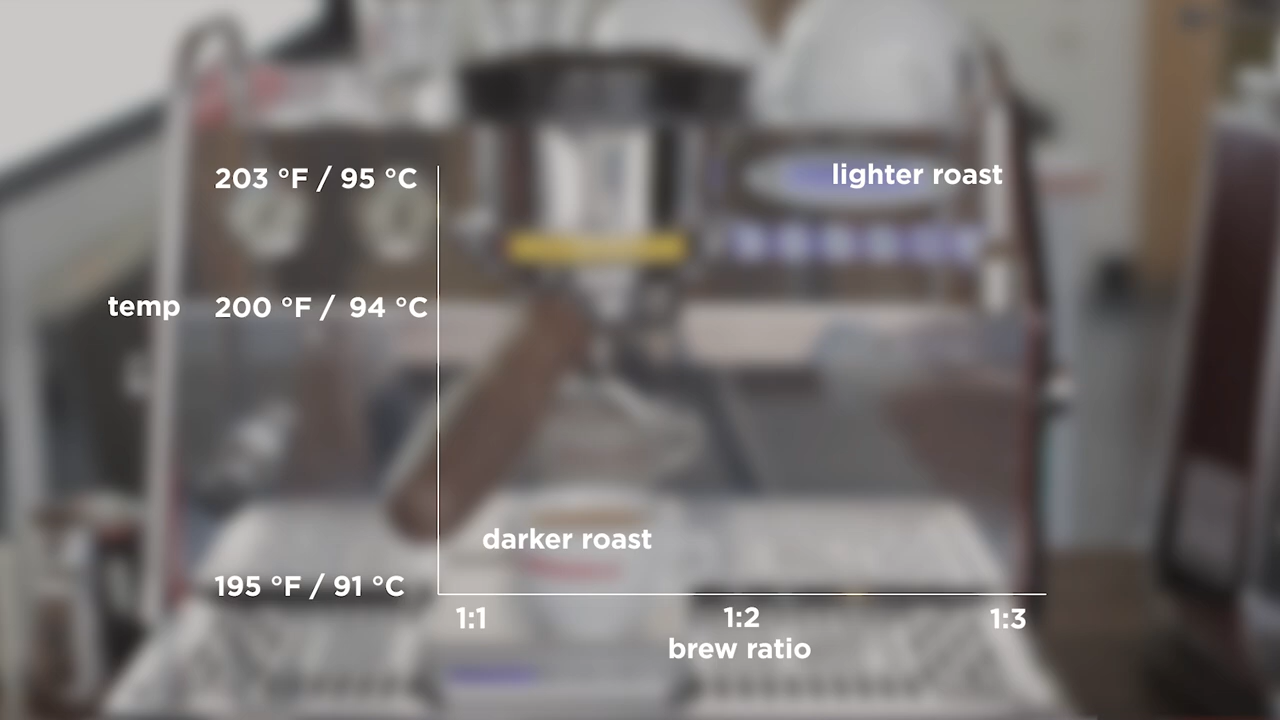 203 °F / 95 °C
lighter roast
temp
200 °F / 94 °C
darker roast
195 °F / 91 °C
1:1
1:2
1:3
brew ratio